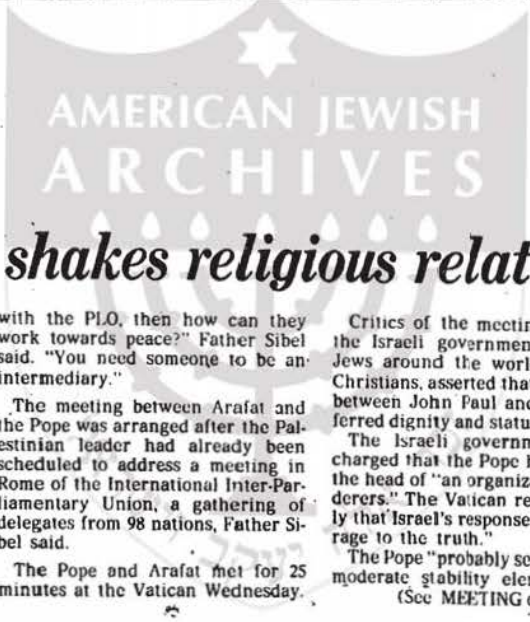 AMERICAN JEWISH
ARCHIVES
shakes religious relat
with the PLO, then how can they
work towards peace?" Father Sibel
said. "You need someone to be an
intermediary."
The meeting between Arafat and
the Pope was arranged after the Pal-
estinian leader had already been
scheduled to address a meeting in
Rome of the International Inter-Par-
liamentary Union, a gathering of
delegates from 98 nations, Father Si-
bel said.
The Pope and Arafat met for 25
minutes at the Vatican Wednesday.
Critics of the meetin
the Israeli governmen
Jews around the worl
Christians, asserted tha
between John Paul and
ferred dignity and statu
The Israeli governm
charged that the Pope h
the head of "an organiz
derers." The Vatican re
ly that Israel's response
rage to the truth."
The Pope "probably se
moderate stability eler
(See MEETING